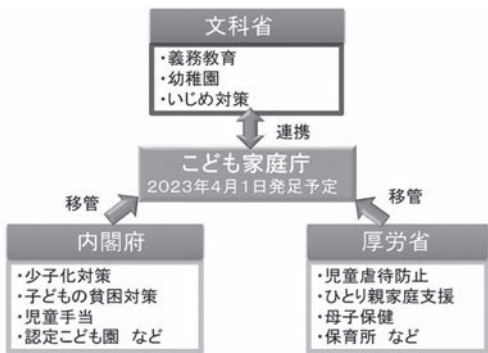 文科省
・義務教育
・幼稚園
・いじめ対策
連携
こども家庭庁
2023年4月1日発足予定
移管
移管
内閣府
・少子化対策
・子どもの貧困対策
・児童手当
・認定こども園 など
厚労省
・児童虐待防止
・ひとり親家庭支援
・母子保健
・保育所 など